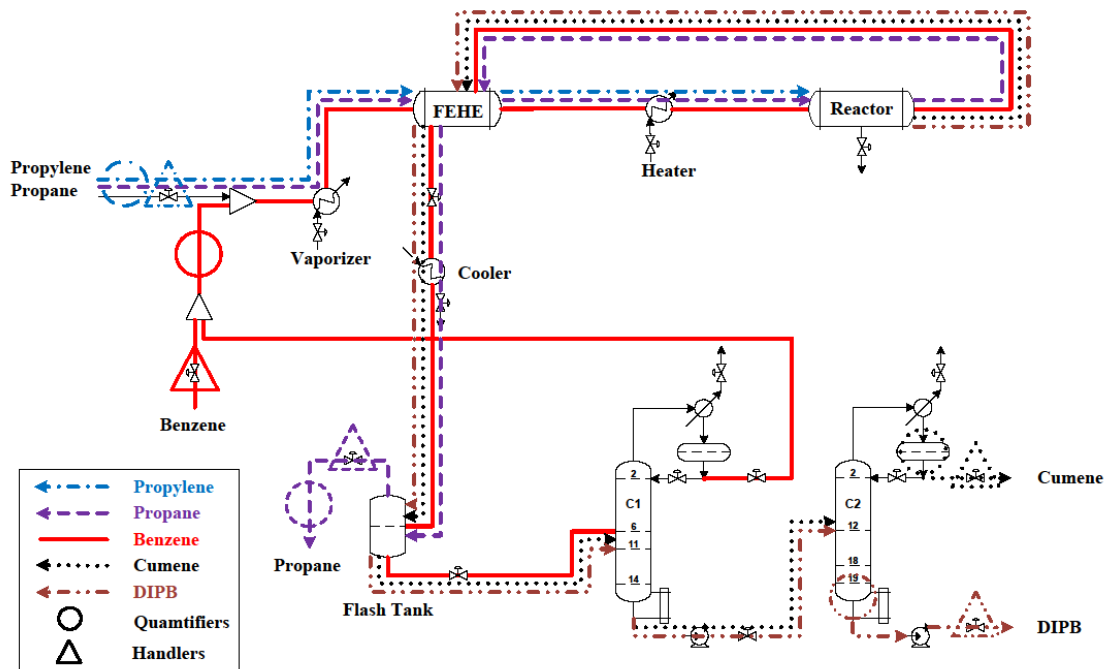 FEHE
Reactor
Propylene
Propane
Heater
Vaporizer
Cooler
Benzene
Propylene
Propane
Benzene
Cumene
DIPB
Quamtifiers
Handlers
Propane
Flash Tank
2
C1
6
11
14
2
C2
12
18
19
Cumene
DIPB